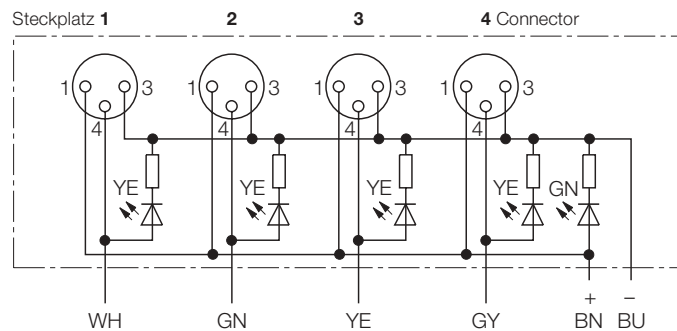 Steckplatz 1 2 3 4 Connector
1 3 1 3 1 3 1 3
4 4 4 4
YE YE YE YE GN
+ –
WH GN YE GY BN BU